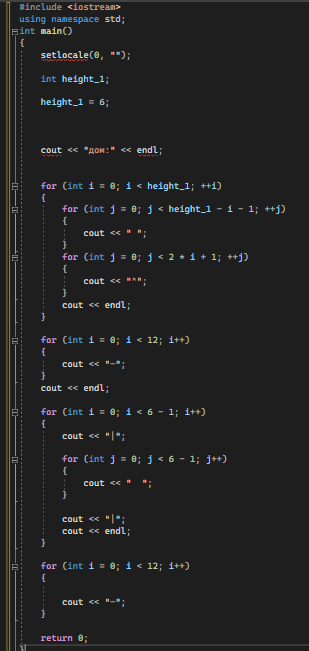 #include <iostream>
using namespace std;
int main()
{
setlocale(0, "");
int height_1;
height_1 = 6;
cout << "дом:" << endl;
for (int i = 0; i < height_1; ++i)
{
for (int j = 0; j < height_1 - i - 1; ++j)
{
cout << " ";
}
for (int j = 0; j < 2 * i + 1; ++j)
{
cout << "^";
}
cout << endl;
}
for (int i = 0; i < 12; i++)
{
cout << "-";
}
cout << endl;
for (int i = 0; i < 6 - 1; i++)
{
cout << "|";
for (int j = 0; j < 6 - 1; j++)
{
cout << "  ";
}
cout << "|";
cout << endl;
}
for (int i = 0; i < 12; i++)
{
cout << "-";
}
return 0;
}